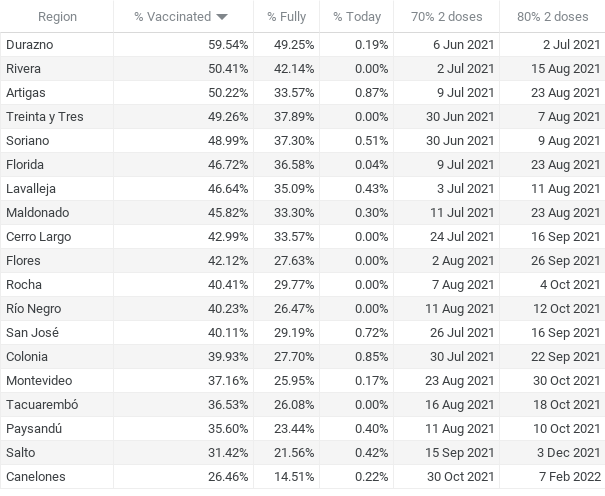 Region % Vaccinated % Fully % Today 70% 2 doses 80% 2 doses
Durazno 59.54% 49.25% 0.19% 6 Jun 2021 2 Jul 2021
Rivera 50.41% 42.14% 0.00% 2 Jul 2021 15 Aug 2021
Artigas 50.22% 33.57% 0.87% 9 Jul 2021 23 Aug 2021
Treinta y Tres 49.26% 37.89% 0.00% 30 Jun 2021 7 Aug 2021
Soriano 48.99% 37.30% 0.51% 30 Jun 2021 9 Aug 2021
Florida 46.72% 36.58% 0.04% 9 Jul 2021 23 Aug 2021
Lavalleja 46.64% 35.09% 0.43% 3 Jul 2021 11 Aug 2021
Maldonado 45.82% 33.30% 0.30% 11 Jul 2021 23 Aug 2021
Cerro Largo 42.99% 33.57% 0.00% 24 Jul 2021 16 Sep 2021
Flores 42.12% 27.63% 0.00% 2 Aug 2021 26 Sep 2021
Rocha 40.41% 29.77% 0.00% 7 Aug 2021 4 Oct 2021
Río Negro 40.23% 26.47% 0.00% 11 Aug 2021 12 Oct 2021
San José 40.11% 29.19% 0.72% 26 Jul 2021 16 Sep 2021
Colonia 39.93% 27.70% 0.85% 30 Jul 2021 22 Sep 2021
Montevideo 37.16% 25.95% 0.17% 23 Aug 2021 30 Oct 2021
Tacuarembó 36.53% 26.08% 0.00% 16 Aug 2021 18 Oct 2021
Paysandú 35.60% 23.44% 0.40% 11 Aug 2021 10 Oct 2021
Salto 31.42% 21.56% 0.42% 15 Sep 2021 3 Dec 2021
Canelones 26.46% 14.51% 0.22% 30 Oct 2021 7 Feb 2022